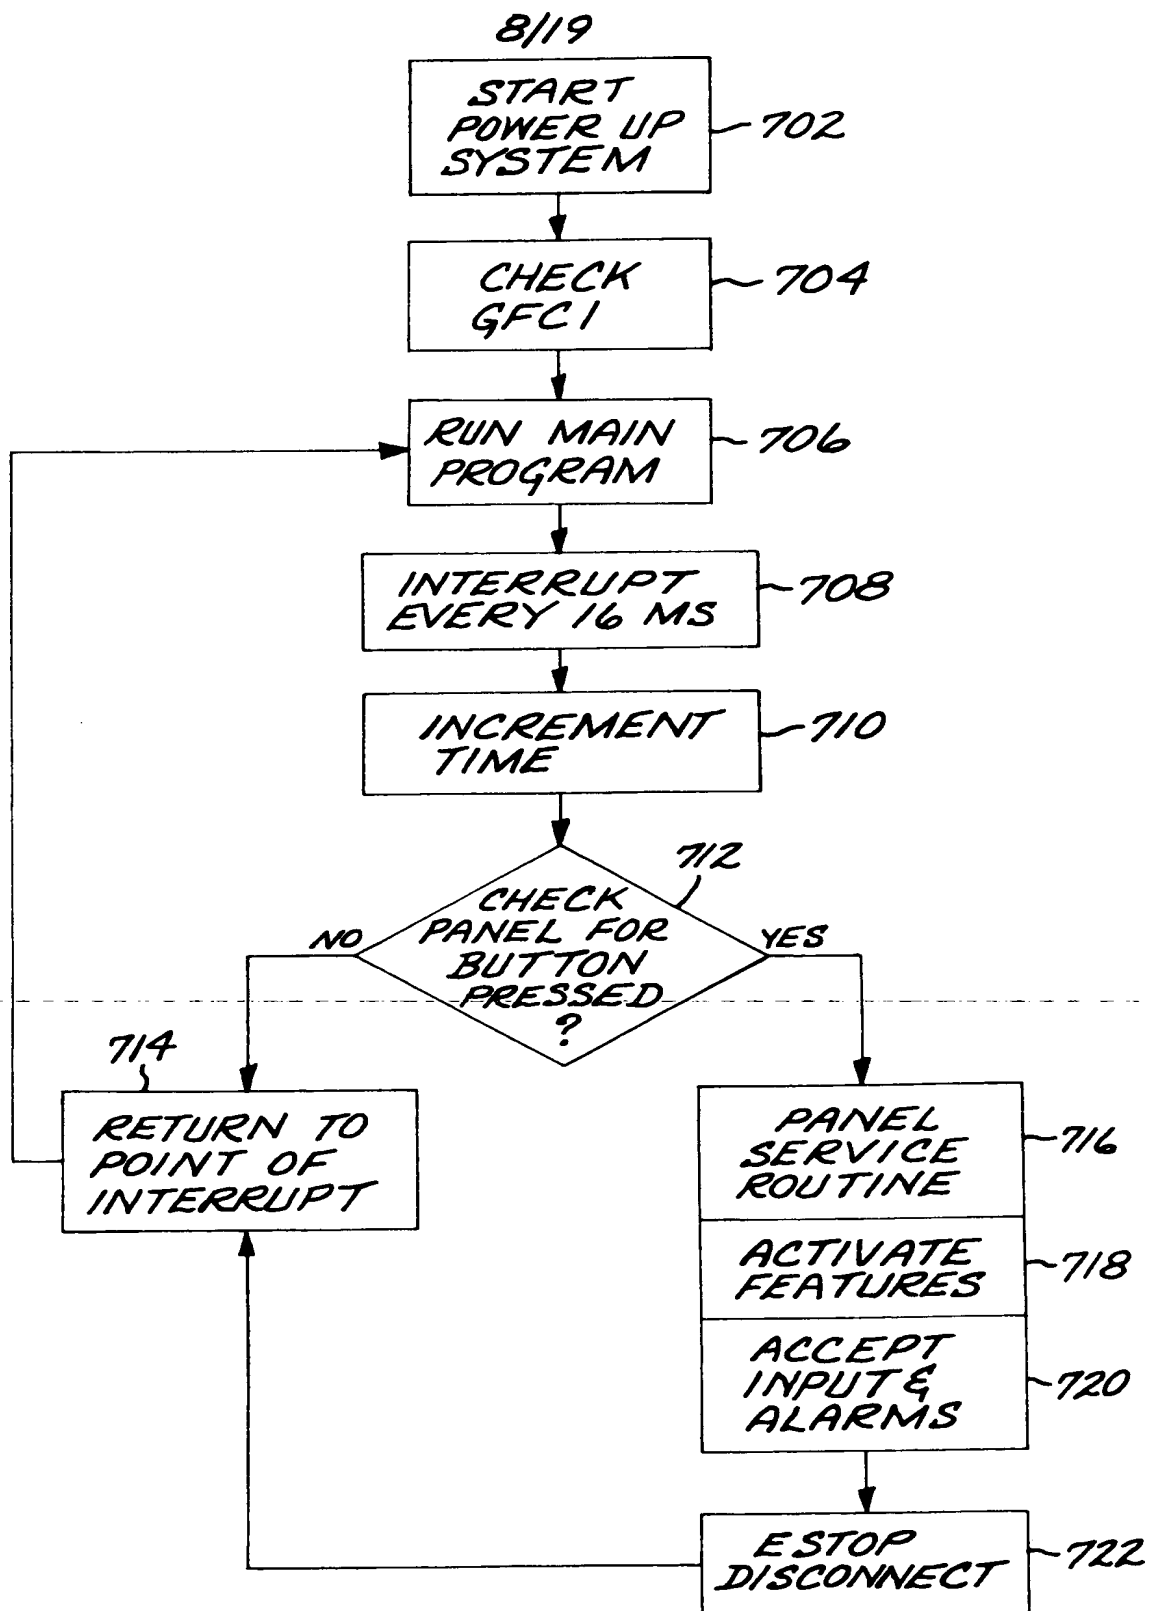 8/19
START
POWER UP
SYSTEM
702
CHECK
GFCI
704
RUN MAIN
PROGRAM
706
INTERRUPT
EVERY 16 MS
708
INCREMENT
TIME
710
712
CHECK
PANEL FOR
BUTTON
PRESSED
?
NO
YES
714
RETURN TO
POINT OF
INTERRUPT
PANEL
SERVICE
ROUTINE
716
ACTIVATE
FEATURES
718
ACCEPT
INPUT &
ALARMS
720
E STOP
DISCONNECT
722